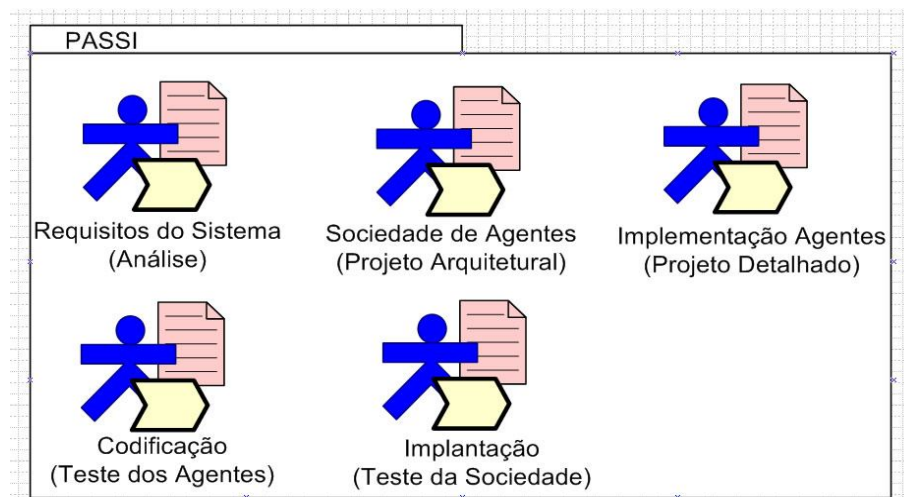 PASSI
Requisitos do Sistema
(Análise)
Sociedade de Agentes
(Projeto Arquitetural)
Implementação Agentes
(Projeto Detalhado)
Codificação
(Teste dos Agentes)
Implantação
(Teste da Sociedade)